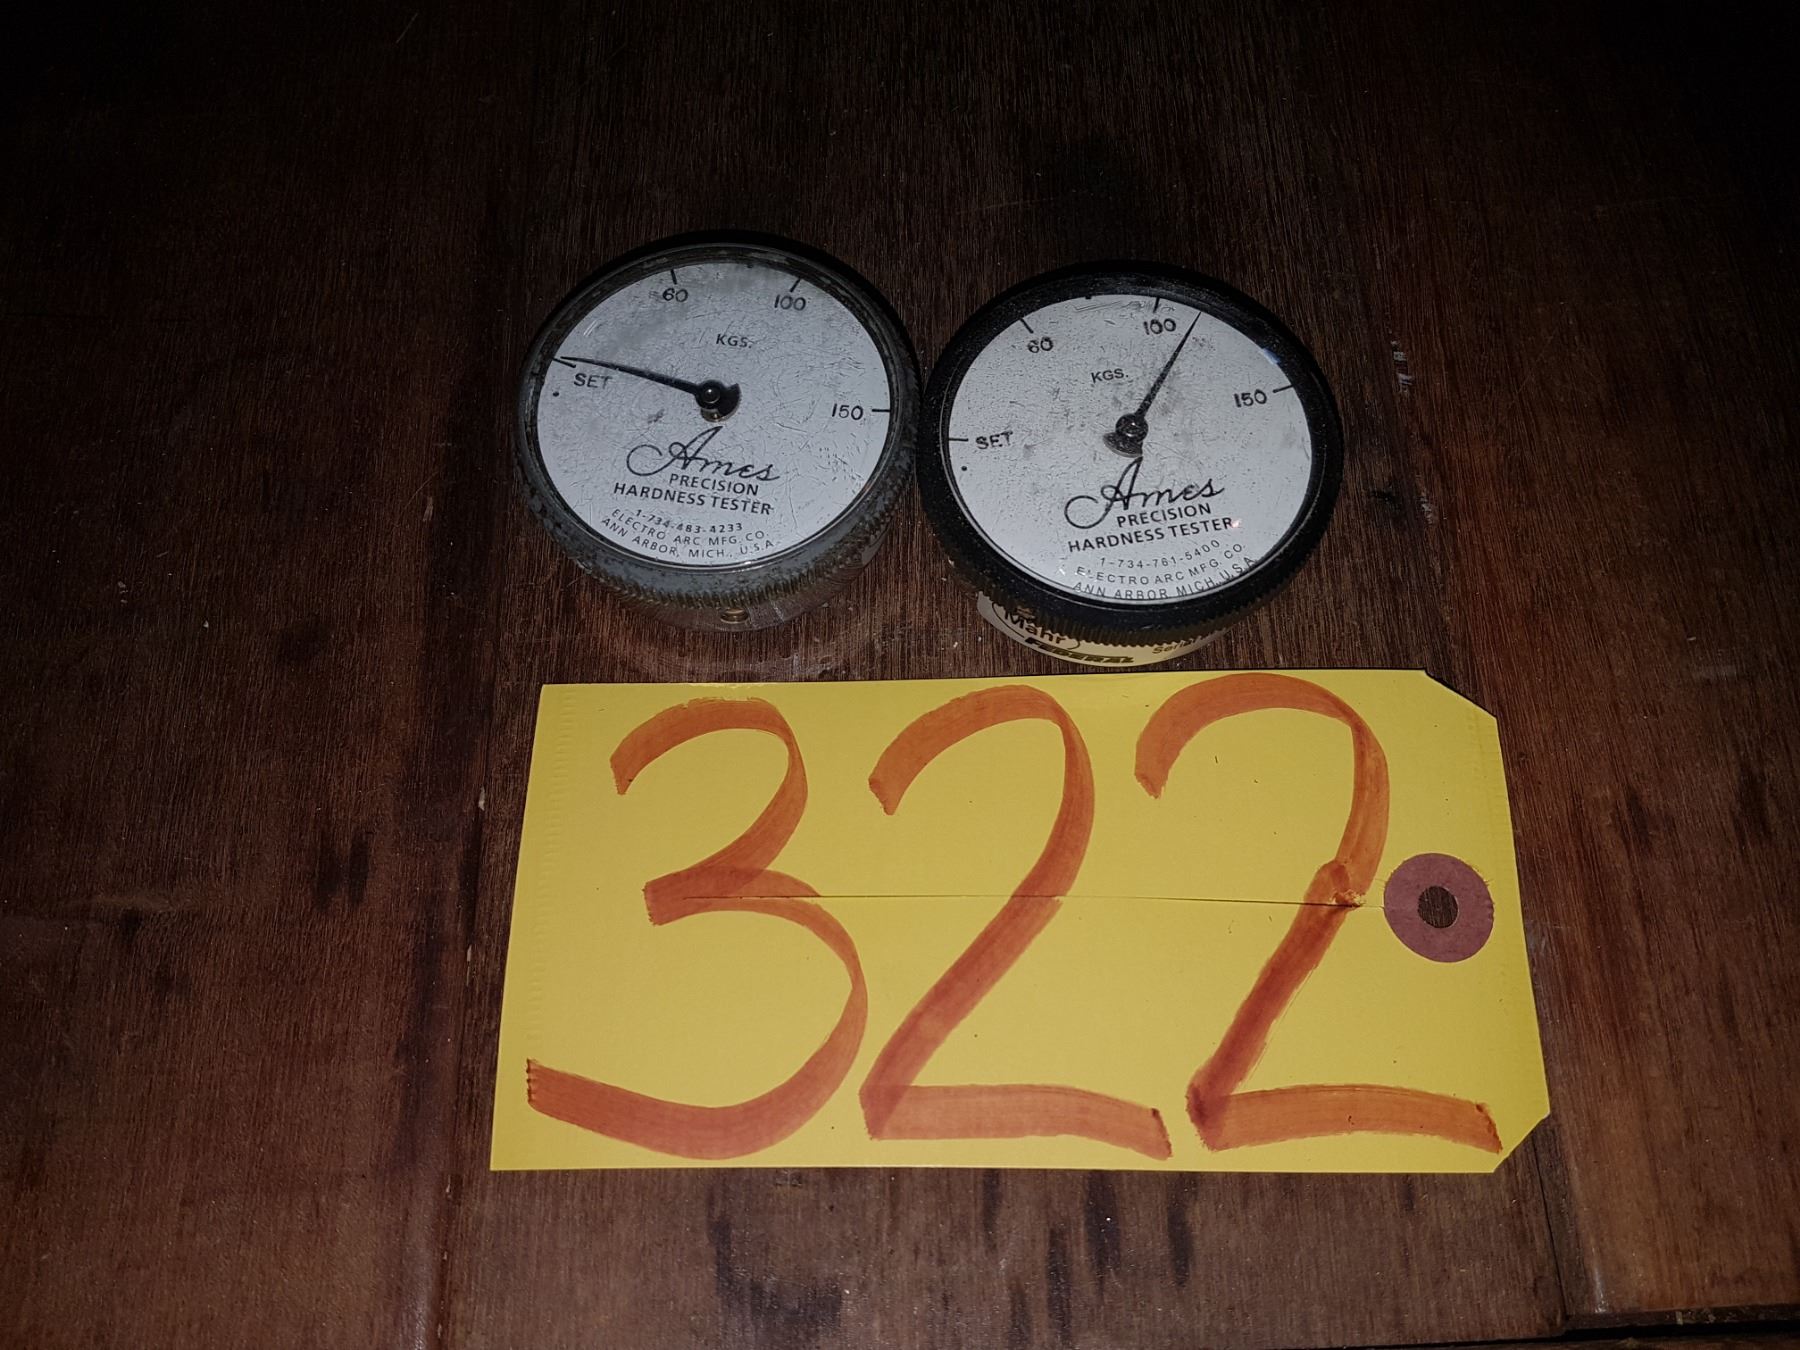 60
100
KGS.
SET
150
Ames
PRECISION
HARDNESS TESTER
1-734-483-4233
ELECTRO ARC MFG. CO.
ANN ARBOR, MICH., U.S.A.
60
100
KGS.
150
SET
Ames
PRECISION
HARDNESS TESTER
1-734-761-5400
ELECTRO ARC MFG. CO.
ANN ARBOR MICH., U.S.A.
Mahr
FEDERAL
322